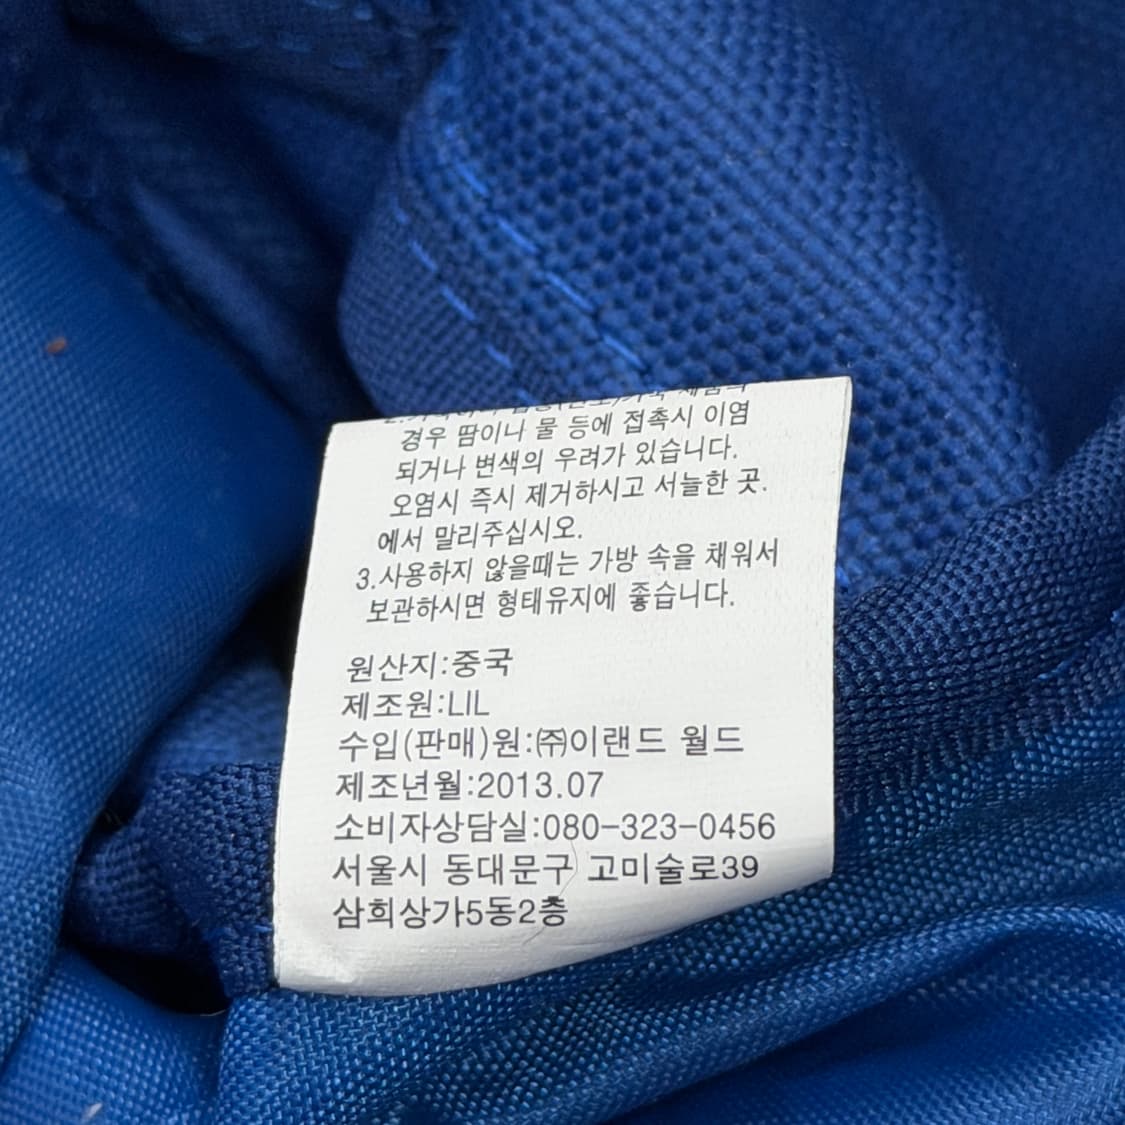 경우 땀이나 물 등에 접촉시 이염
되거나 변색의 우려가 있습니다.
오염시 즉시 제거하시고 서늘한 곳.
에서 말리주십시오.
3.사용하지 않을때는 가방 속을 채워서
보관하시면 형태유지에 좋습니다.
원산지:중국
제조원:LIL
수입(판매)원:㈜이랜드 월드
제조년월:2013.07
소비자상담실:080-323-0456
서울시 동대문구 고미술로39
삼희상가5동2층